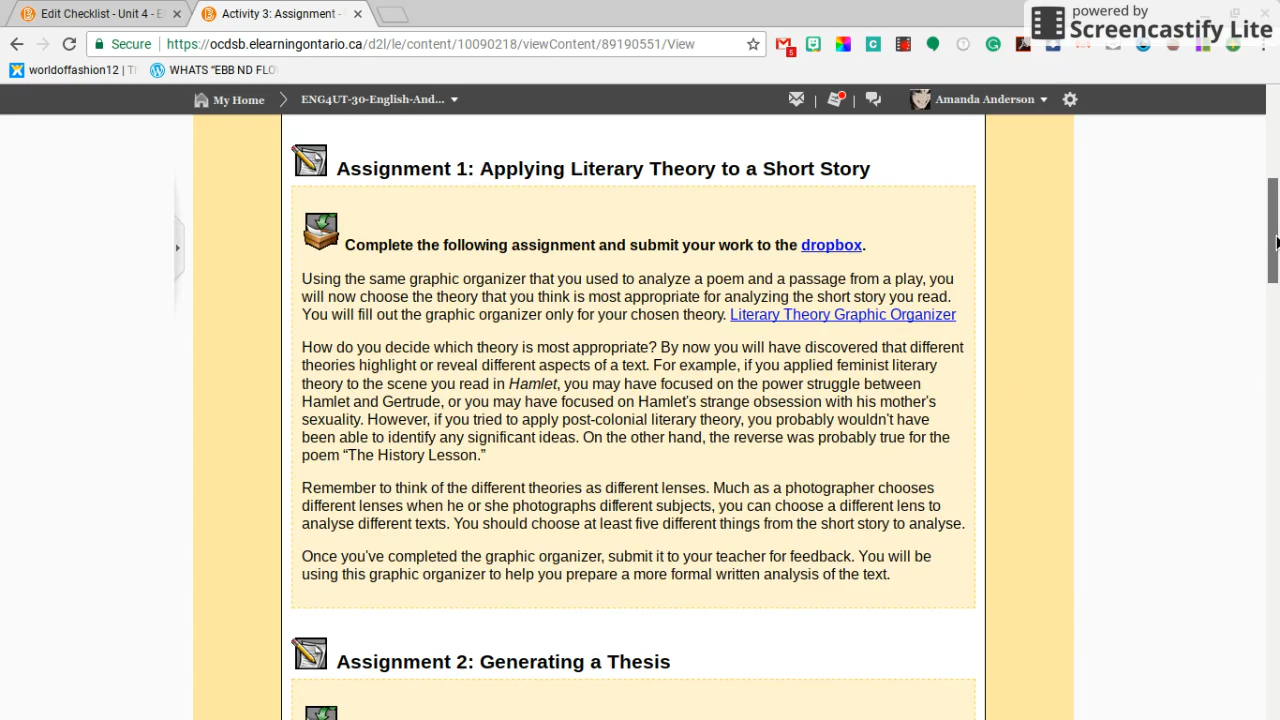 Edit Checklist - Unit 4 - E
Activity 3: Assignment -
powered by
Screencastify Lite
Secure
https://ocdsb.elearningontario.ca/d2l/le/content/10090218/viewContent/89190551/View
5
worldoffashion12 | T
WHATS “EBB ND FLO
My Home
ENG4UT-30-English-And...
Amanda Anderson
Assignment 1: Applying Literary Theory to a Short Story
Complete the following assignment and submit your work to the dropbox.
Using the same graphic organizer that you used to analyze a poem and a passage from a play, you
will now choose the theory that you think is most appropriate for analyzing the short story you read.
You will fill out the graphic organizer only for your chosen theory. Literary Theory Graphic Organizer
How do you decide which theory is most appropriate? By now you will have discovered that different
theories highlight or reveal different aspects of a text. For example, if you applied feminist literary
theory to the scene you read in Hamlet, you may have focused on the power struggle between
Hamlet and Gertrude, or you may have focused on Hamlet's strange obsession with his mother's
sexuality. However, if you tried to apply post-colonial literary theory, you probably wouldn't have
been able to identify any significant ideas. On the other hand, the reverse was probably true for the
poem “The History Lesson.”
Remember to think of the different theories as different lenses. Much as a photographer chooses
different lenses when he or she photographs different subjects, you can choose a different lens to
analyse different texts. You should choose at least five different things from the short story to analyse.
Once you've completed the graphic organizer, submit it to your teacher for feedback. You will be
using this graphic organizer to help you prepare a more formal written analysis of the text.
Assignment 2: Generating a Thesis